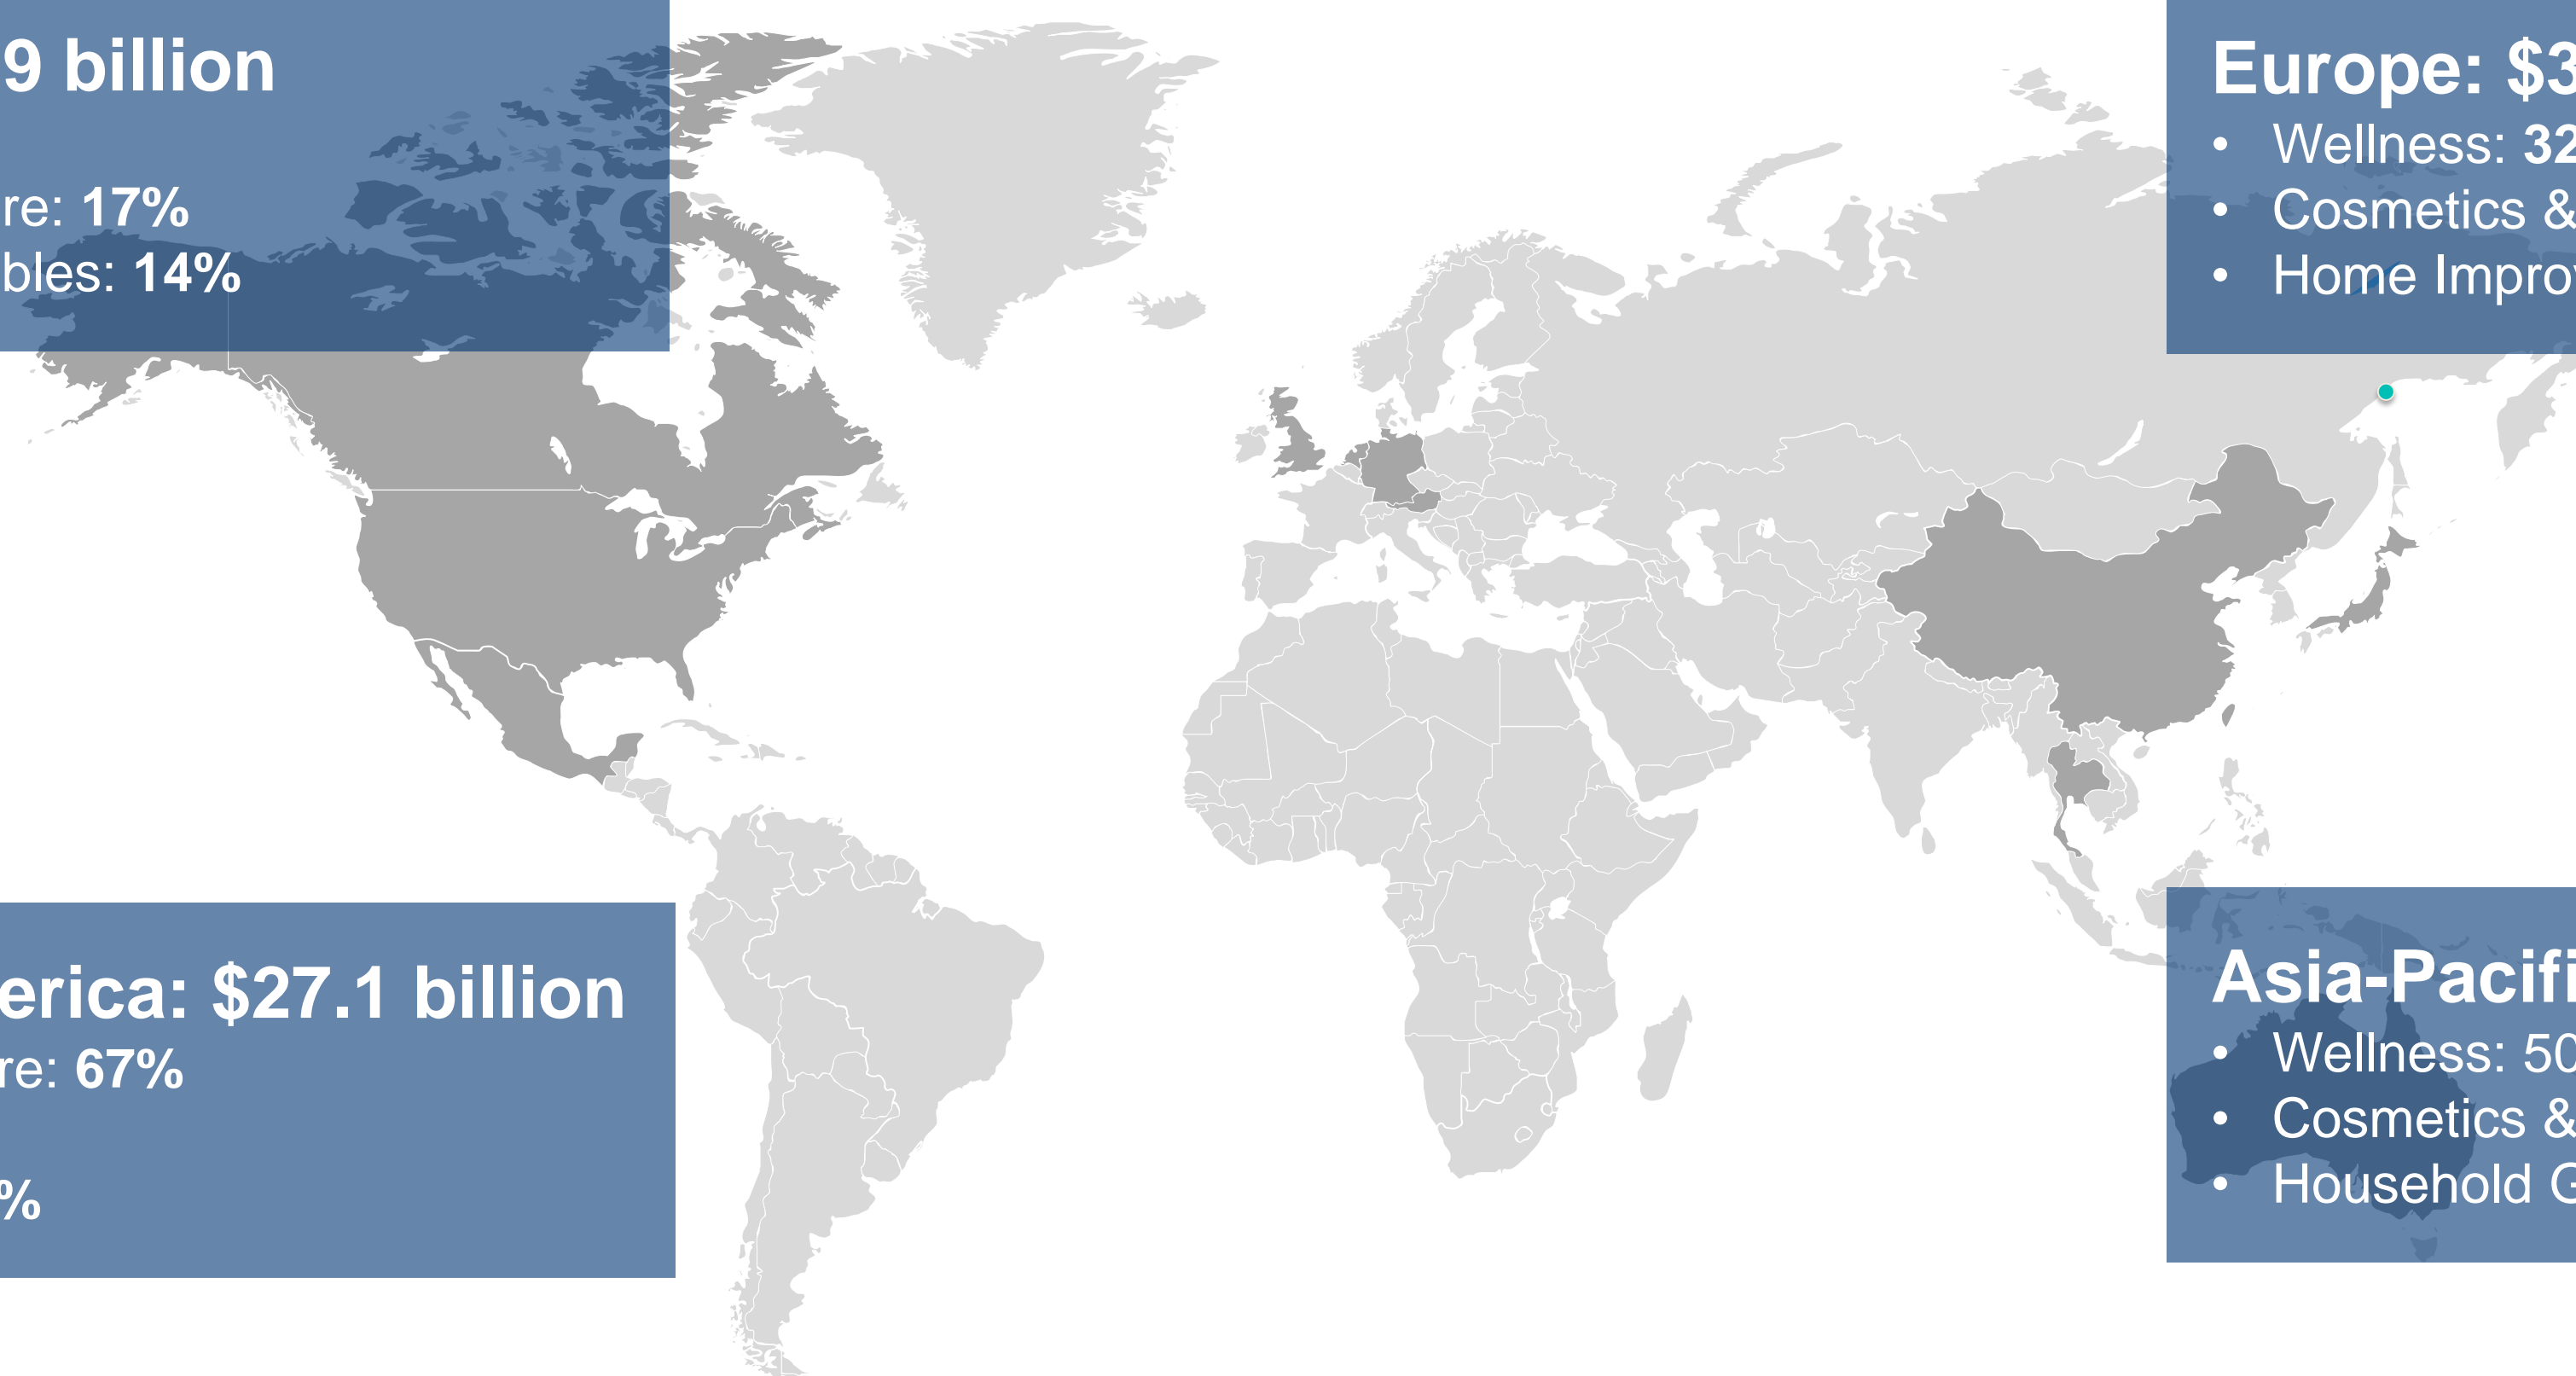 9 billion
re: 17%
bles: 14%
Europe: $3
• Wellness: 32
• Cosmetics &
• Home Impro
erica: $27.1 billion
re: 67%
%
Asia-Pacifi
• Wellness: 50
• Cosmetics &
• Household G